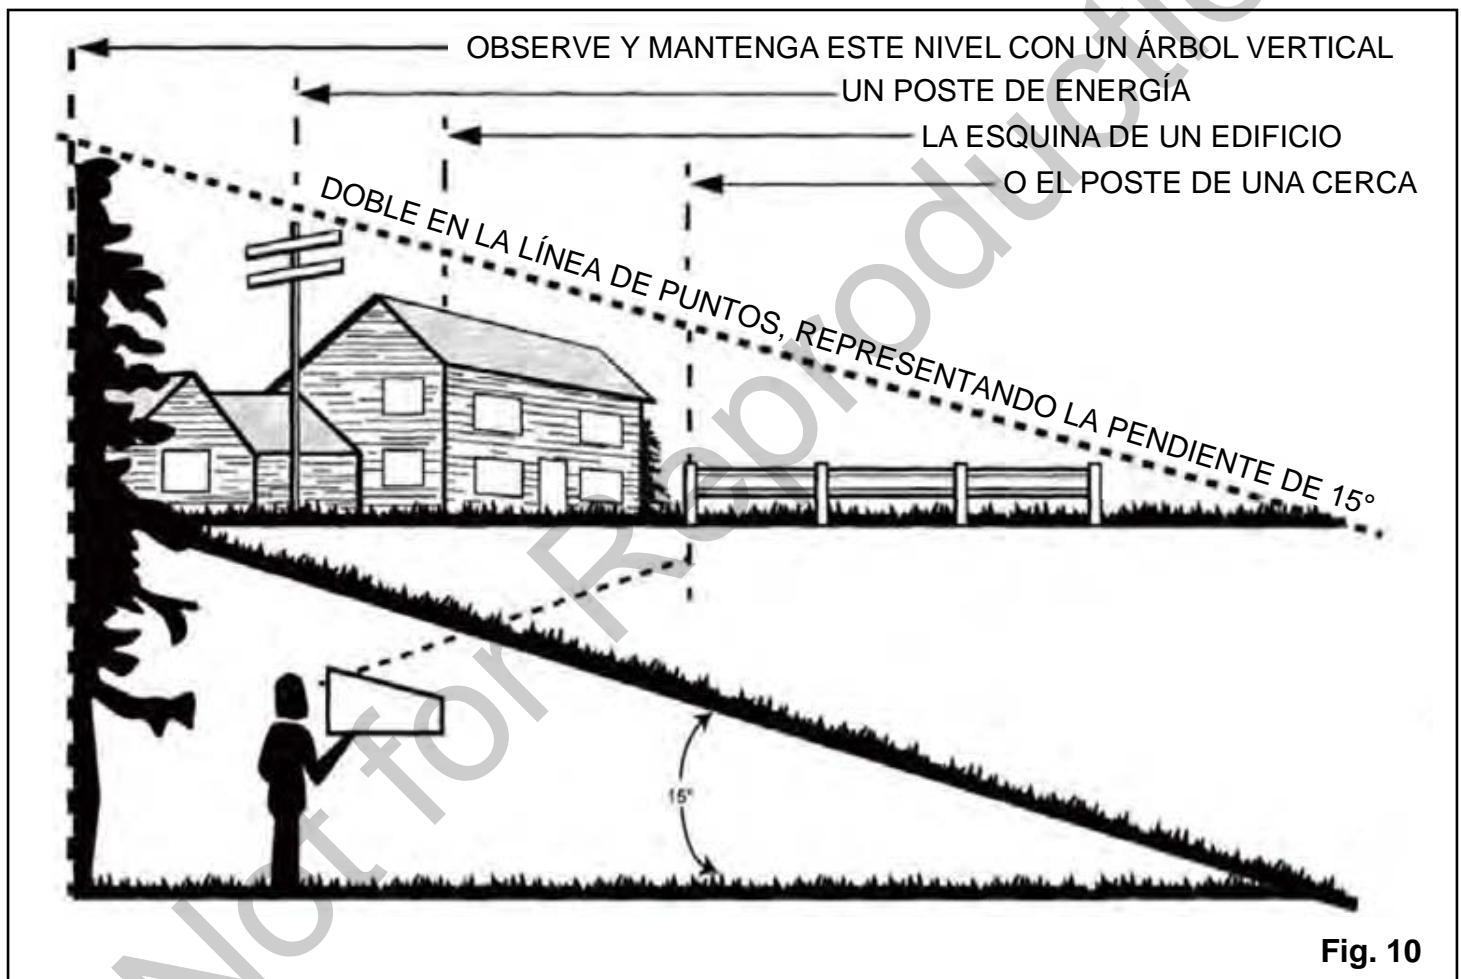 OBSERVE Y MANTENGA ESTE NIVEL CON UN ÁRBOL VERTICAL
UN POSTE DE ENERGÍA
LA ESQUINA DE UN EDIFICIO
O EL POSTE DE UNA CERCA
DOBLE EN LA LÍNEA DE PUNTOS, REPRESENTANDO LA PENDIENTE DE 15°
15°
Fig. 10
Not for Reproduction